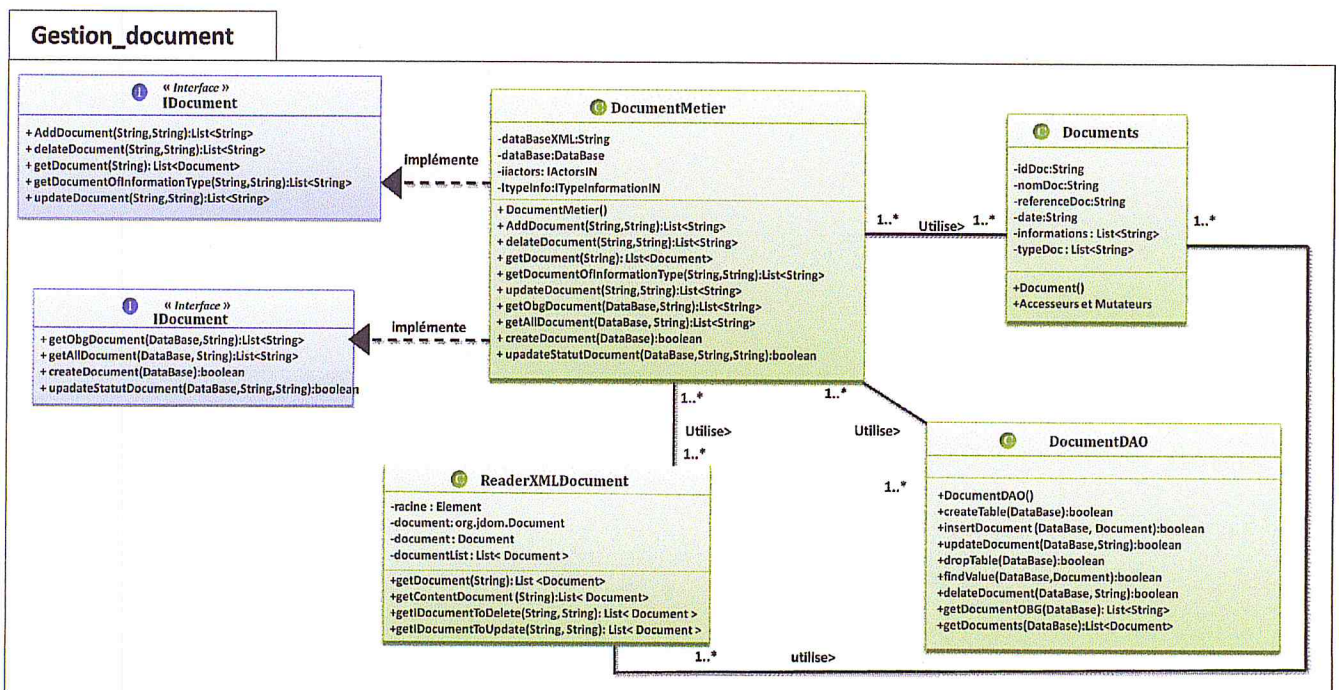 Gestion_document
I
« Interface »
IDocument
+ AddDocument(String,String):List<String>
+ delateDocument(String,String):List<String>
+ getDocument(String): List<Document>
+ getDocumentOfInformationType(String,String):List<String>
+ updateDocument(String,String):List<String>
implémente
I
« Interface »
IDocument
+ getObgDocument(DataBase,String):List<String>
+ getAllDocument(DataBase, String):List<String>
+ createDocument(DataBase):boolean
+ upadateStatutDocument(DataBase,String,String):boolean
implémente
C DocumentMetier
-dataBaseXML:String
-dataBase:DataBase
-iiactors: IActorsIN
-ItypeInfo:ITypeInformationIN
+ DocumentMetier()
+ AddDocument(String,String):List<String>
+ delateDocument(String,String):List<String>
+ getDocument(String): List<Document>
+ getDocumentOfInformationType(String,String):List<String>
+ updateDocument(String,String):List<String>
+ getObgDocument(DataBase,String):List<String>
+ getAllDocument(DataBase, String):List<String>
+ createDocument(DataBase):boolean
+ upadateStatutDocument(DataBase,String,String):boolean
1..* Utilise> 1..*
C Documents
-idDoc:String
-nomDoc:String
-referenceDoc:String
-date:String
-informations : List<String>
-typeDoc : List<String>
+Document()
+Accesseurs et Mutateurs
1..*
1..*
Utilise>
1..*
1..*
Utilise>
1..*
C ReaderXMLDocument
-racine : Element
-document: org.jdom.Document
-document : Document
-documentList : List< Document >
+getDocument(String): List <Document>
+getContentDocument (String):List< Document>
+getIDocumentToDelete(String, String): List< Document >
+getIDocumentToUpdate(String, String): List< Document >
C DocumentDAO
+DocumentDAO()
+createTable(DataBase):boolean
+insertDocument (DataBase, Document):boolean
+updateDocument(DataBase,String):boolean
+dropTable(DataBase):boolean
+findValue(DataBase,Document):boolean
+delateDocument(DataBase, String):boolean
+getDocumentOBG(DataBase): List<String>
+getDocuments(DataBase):List<Document>
1..* utilise>